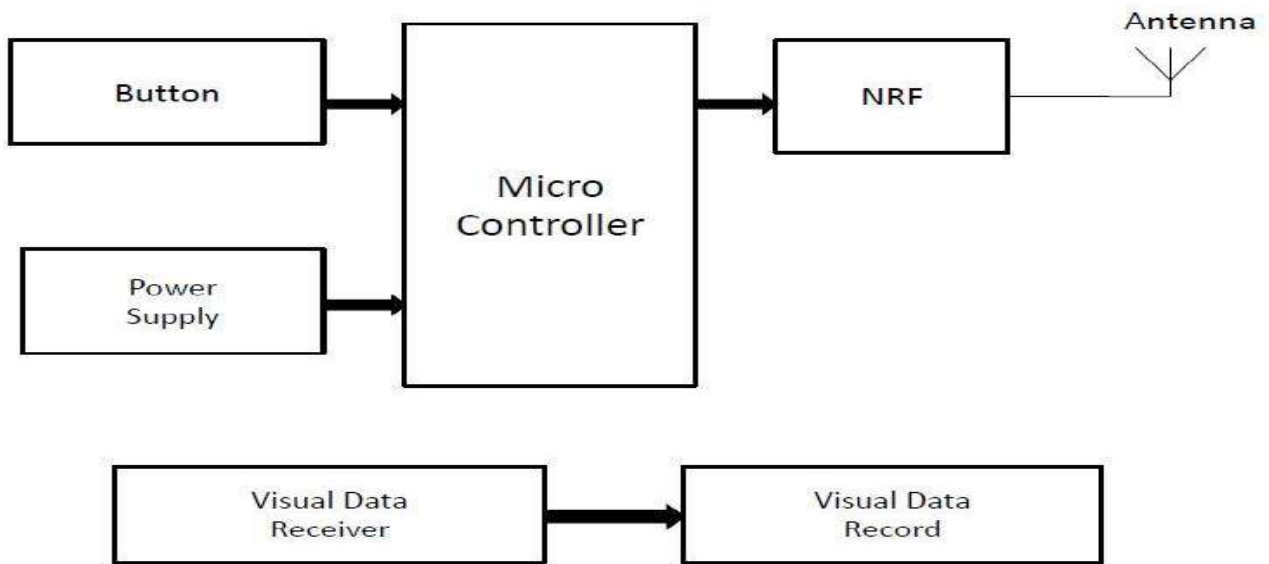 Antenna
Button
NRF
Micro
Controller
Power
Supply
Visual Data
Receiver
Visual Data
Record